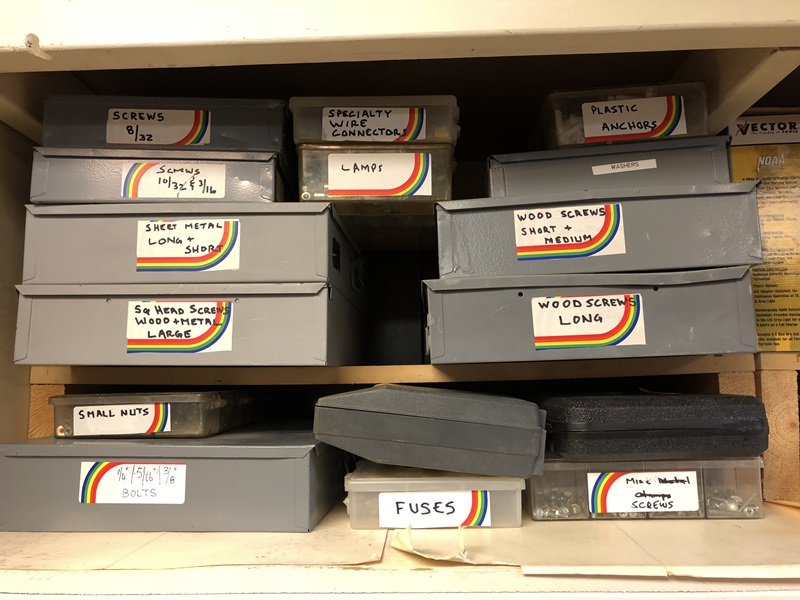 SCREWS
8/32
SCREWS
10/32 & 3/16
SHEET METAL
LONG +
SHORT
SQ HEAD SCREWS
WOOD + METAL
LARGE
SPECIALTY
WIRE
CONNECTORS
LAMPS
PLASTIC
ANCHORS
WASHERS
WOOD SCREWS
SHORT +
MEDIUM
WOOD SCREWS
LONG
VECTOR
NOAA
SMALL NUTS
1/4" / 5/16" / 3/8"
BOLTS
FUSES
MISC
SCREWS